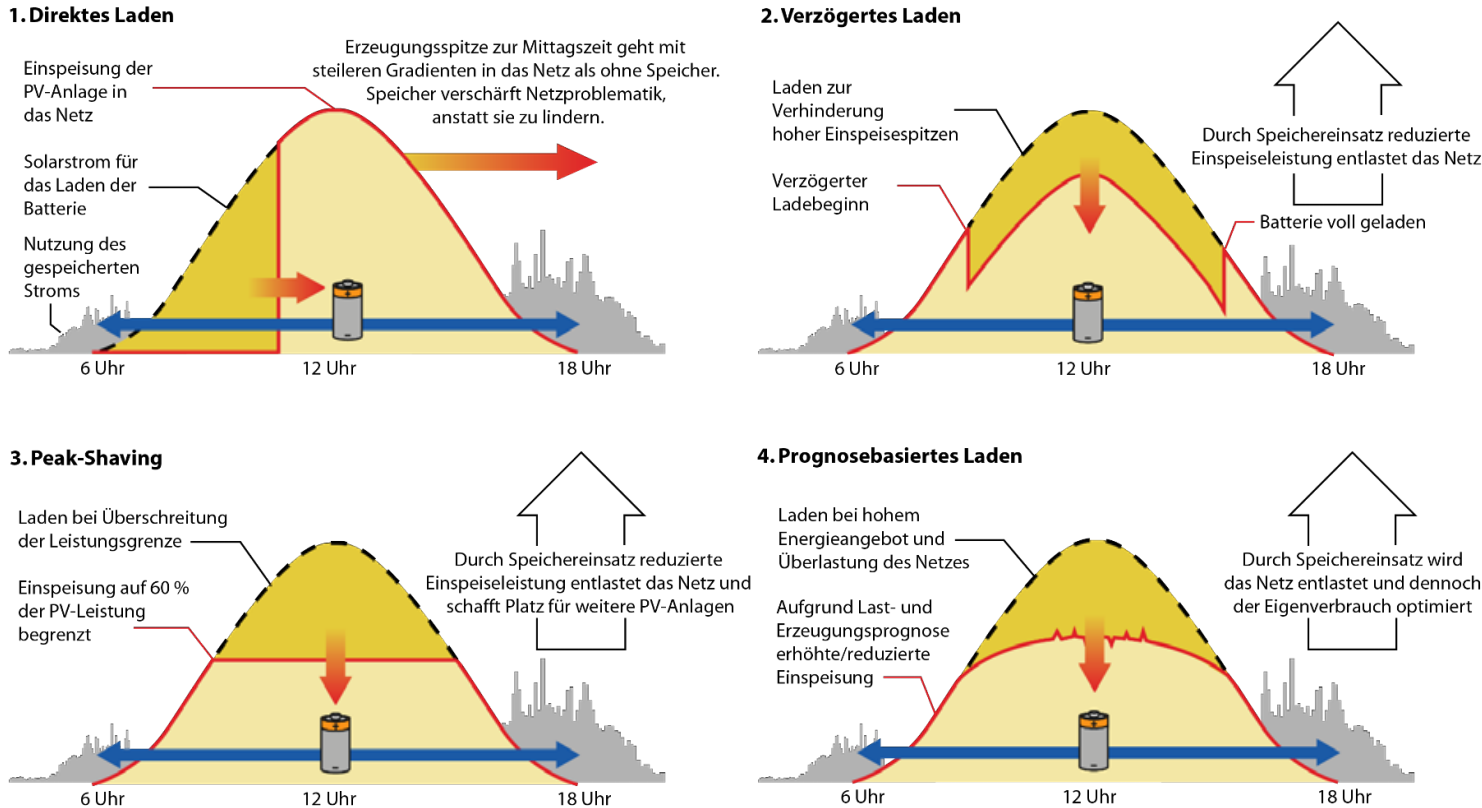 1. Direktes Laden
Einspeisung der
PV-Anlage in
das Netz
Erzeugungsspitze zur Mittagszeit geht mit
steileren Gradienten in das Netz als ohne Speicher.
Speicher verschärft Netzproblematik,
anstatt sie zu lindern.
Solarstrom für
das Laden der
Batterie
Nutzung des
gespeicherten
Stroms
6 Uhr
12 Uhr
18 Uhr
2. Verzögertes Laden
Laden zur
Verhinderung
hoher Einspeisespitzen
Durch Speichereinsatz reduzierte
Einspeiseleistung entlastet das Netz
Verzögerter
Ladebeginn
Batterie voll geladen
6 Uhr
12 Uhr
18 Uhr
3. Peak-Shaving
Laden bei Überschreitung
der Leistungsgrenze
Durch Speichereinsatz reduzierte
Einspeiseleistung entlastet das Netz und
schafft Platz für weitere PV-Anlagen
Einspeisung auf 60 %
der PV-Leistung
begrenzt
6 Uhr
12 Uhr
18 Uhr
4. Prognosebasiertes Laden
Laden bei hohem
Energieangebot und
Überlastung des Netzes
Durch Speichereinsatz wird
das Netz entlastet und dennoch
der Eigenverbrauch optimiert
Aufgrund Last- und
Erzeugungsprognose
erhöhte/reduzierte
Einspeisung
6 Uhr
12 Uhr
18 Uhr